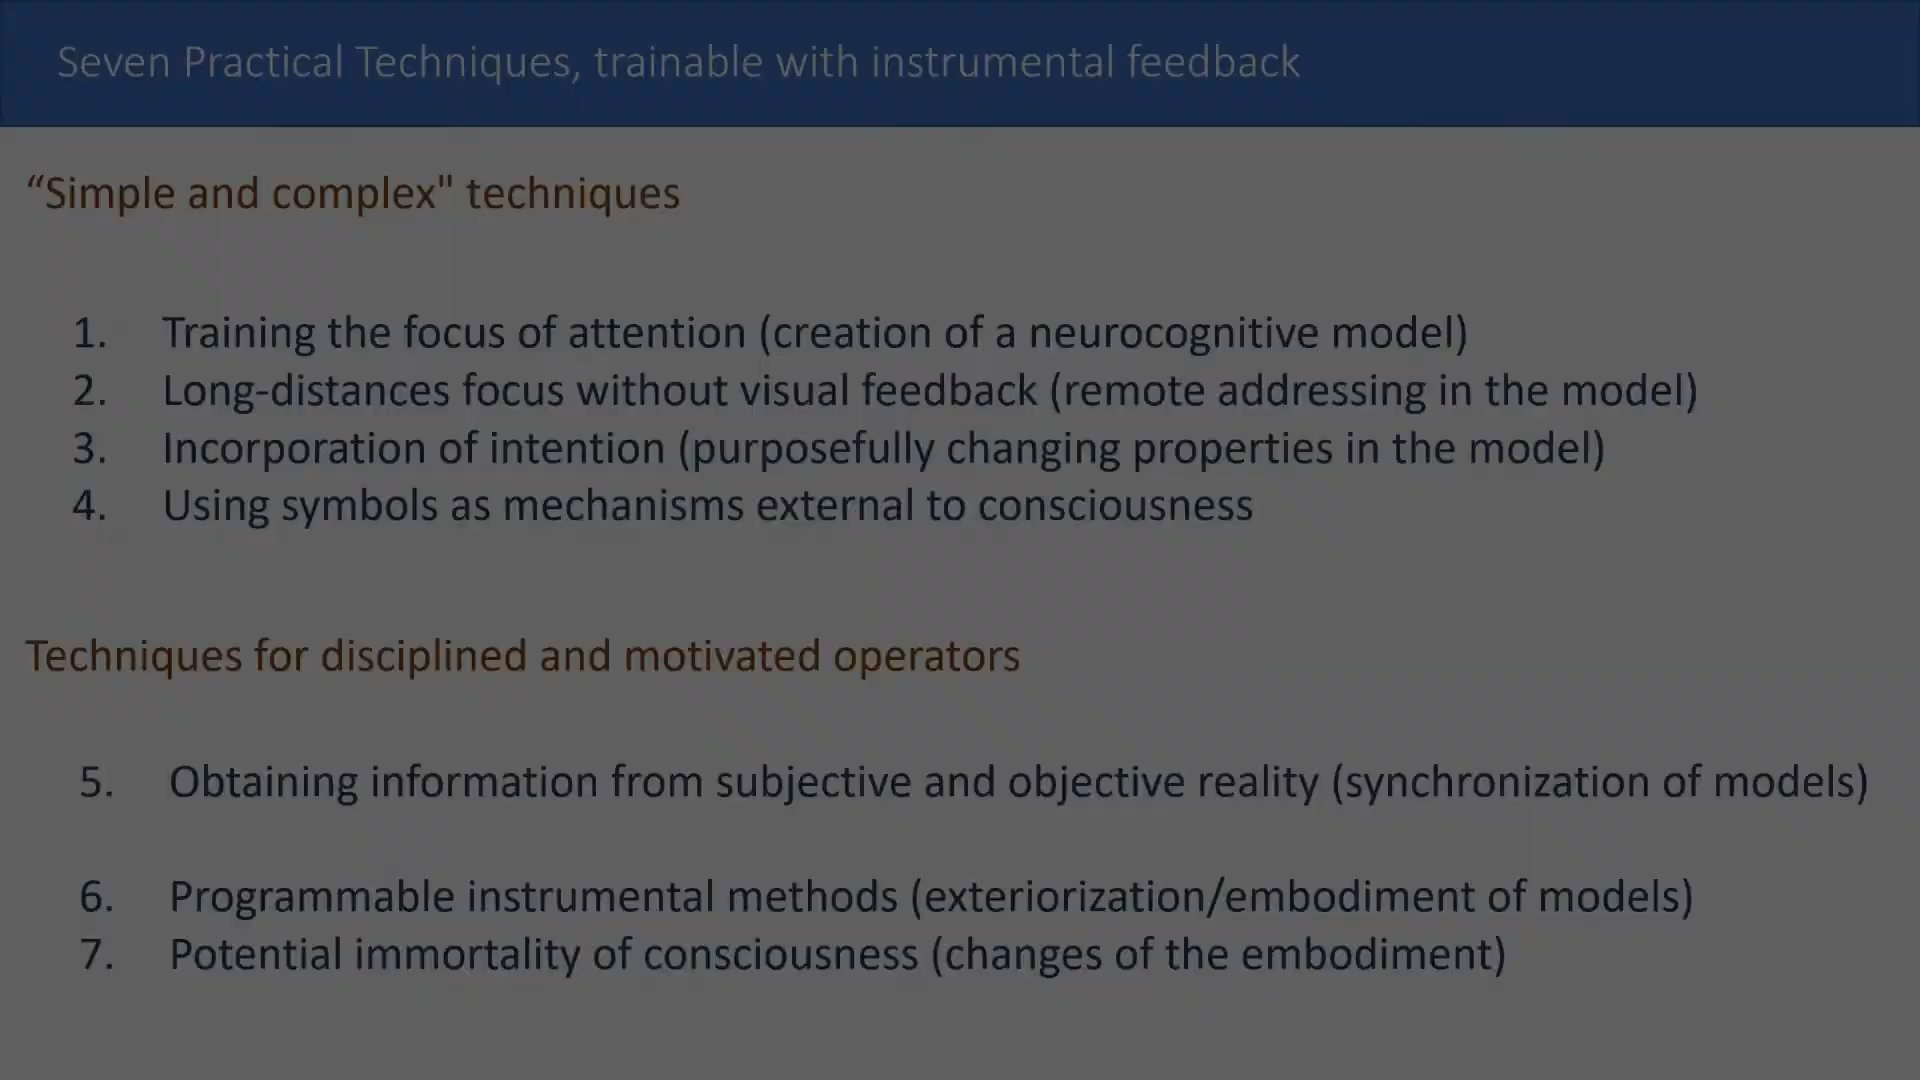 Seven Practical Techniques, trainable with instrumental feedback
“Simple and complex" techniques
1. Training the focus of attention (creation of a neurocognitive model)
2. Long-distances focus without visual feedback (remote addressing in the model)
3. Incorporation of intention (purposefully changing properties in the model)
4. Using symbols as mechanisms external to consciousness
Techniques for disciplined and motivated operators
5. Obtaining information from subjective and objective reality (synchronization of models)
6. Programmable instrumental methods (exteriorization/embodiment of models)
7. Potential immortality of consciousness (changes of the embodiment)